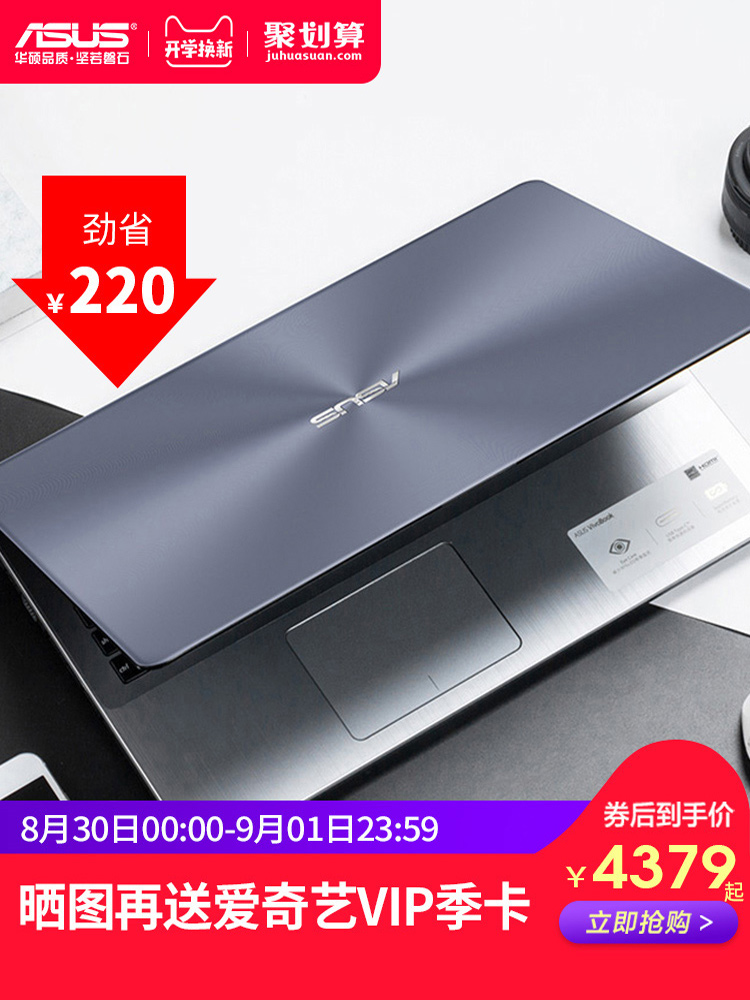 ASUS®
华硕品质·坚若磐石
开学换新
聚划算
juhuasuan.com
劲省
¥220
ASUS
ASUS VivoBook
HDMI
Eye Care
8月30日00:00-9月01日23:59
晒图再送爱奇艺VIP季卡
券后到手价
¥4379起
立即抢购 >